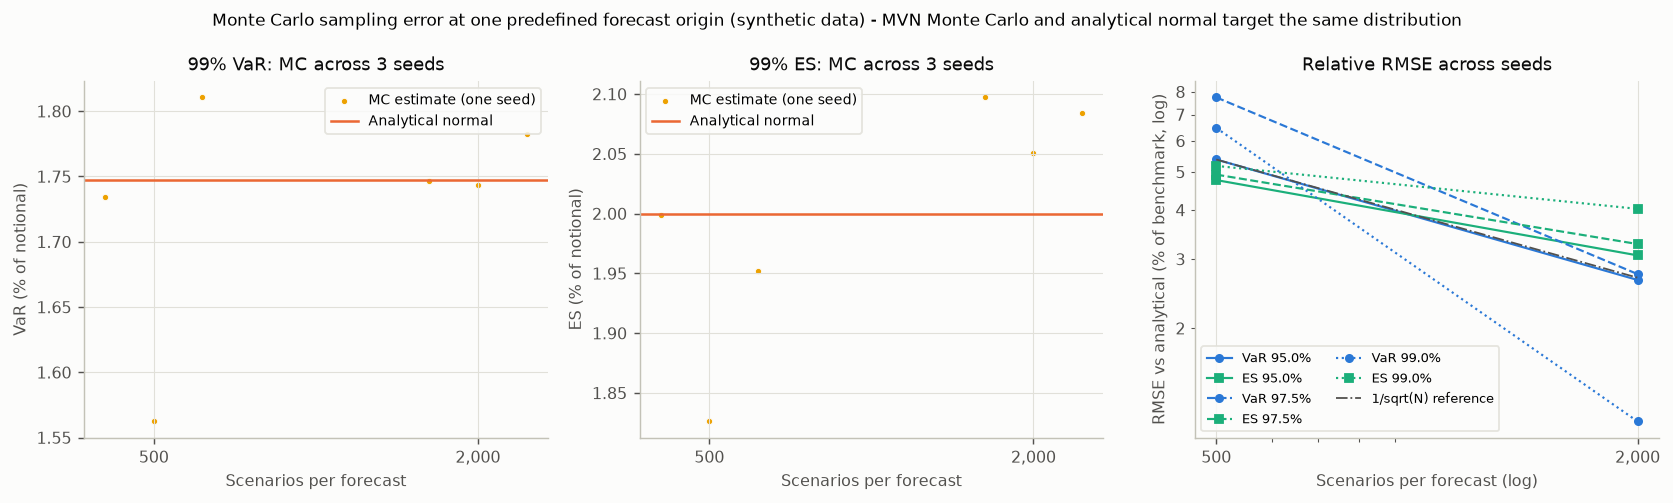 Monte Carlo sampling error at one predefined forecast origin (synthetic data) - MVN Monte Carlo and analytical normal target the same distribution
99% VaR: MC across 3 seeds
VaR (% of notional)
1.80
1.75
1.70
1.65
1.60
1.55
MC estimate (one seed)
Analytical normal
500
2,000
Scenarios per forecast
99% ES: MC across 3 seeds
ES (% of notional)
2.10
2.05
2.00
1.95
1.90
1.85
MC estimate (one seed)
Analytical normal
500
2,000
Scenarios per forecast
Relative RMSE across seeds
RMSE vs analytical (% of benchmark, log)
8
7
6
5
4
3
2
VaR 95.0%
ES 95.0%
VaR 97.5%
ES 97.5%
VaR 99.0%
ES 99.0%
1/sqrt(N) reference
500
2,000
Scenarios per forecast (log)